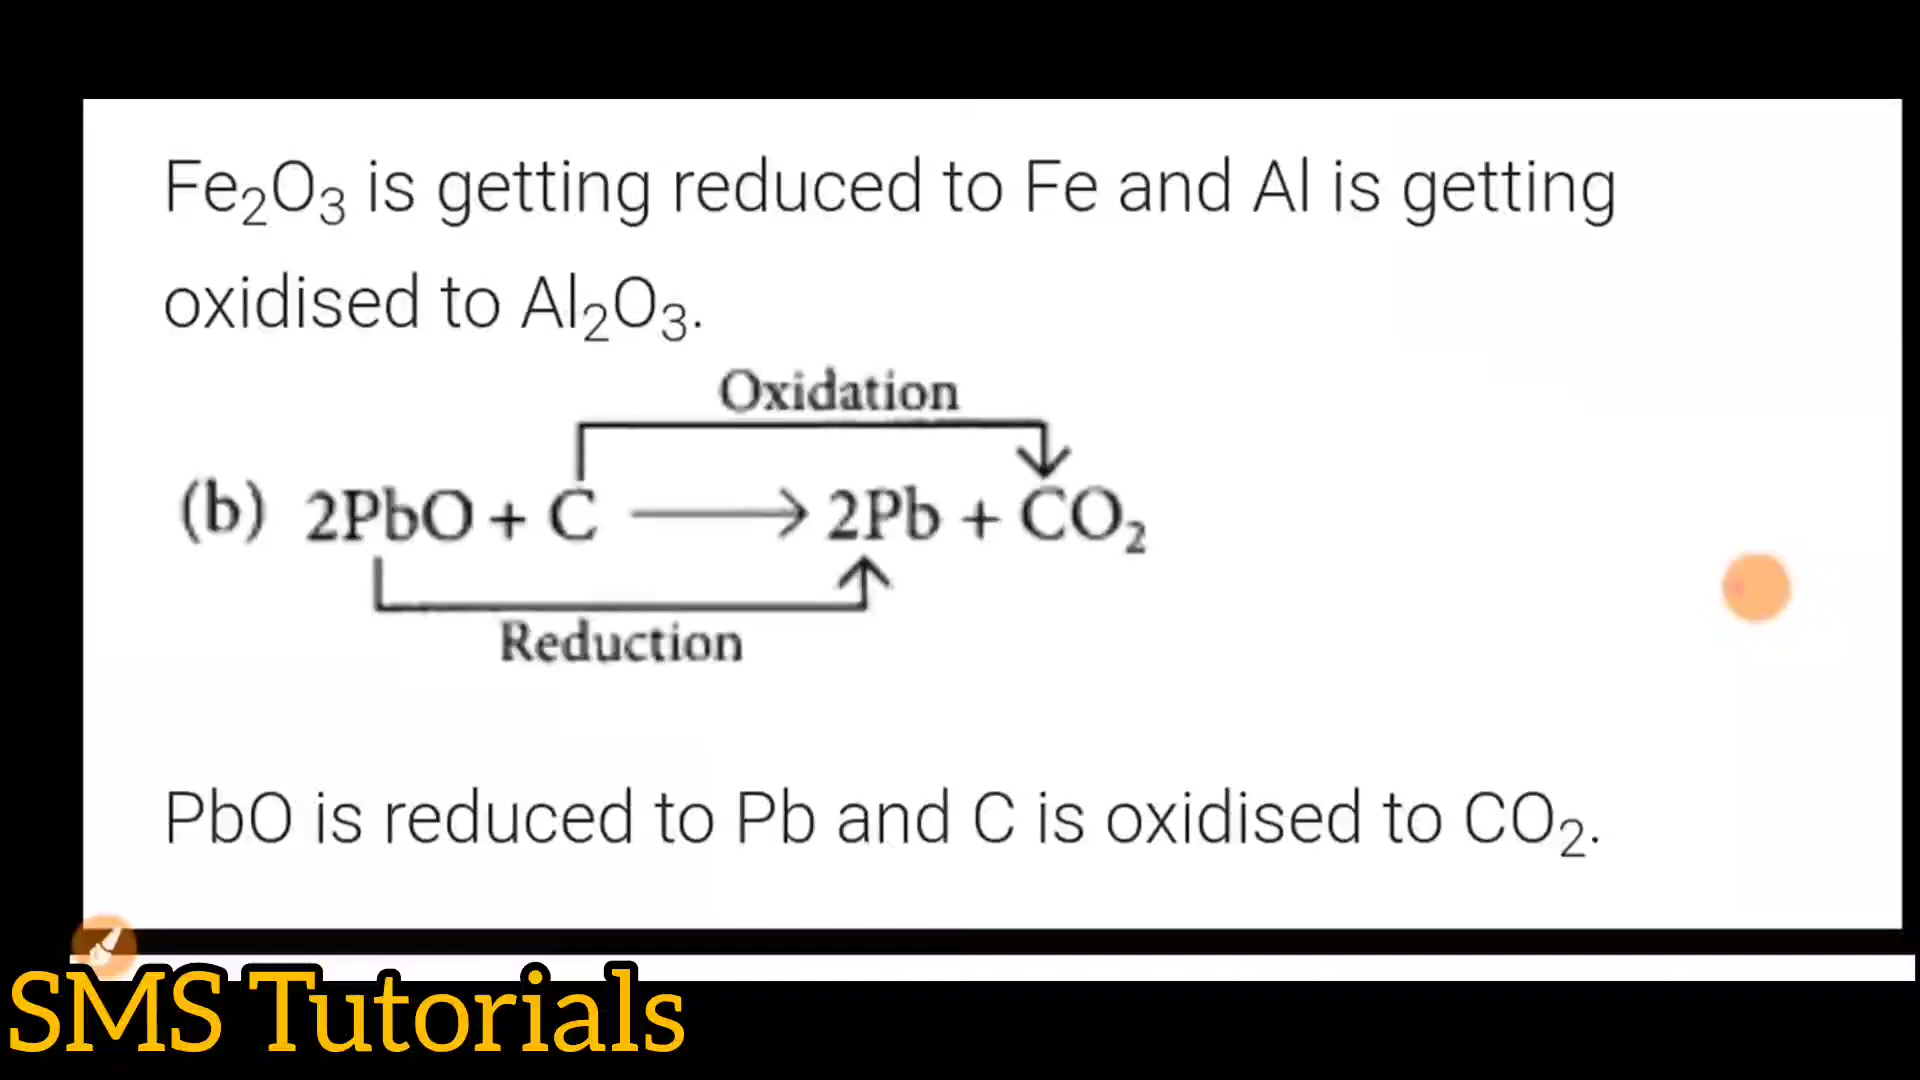 Fe₂O₃ is getting reduced to Fe and Al is getting
oxidised to Al₂O₃.
Oxidation
(b) 2PbO + C ⟶ 2Pb + CO₂
Reduction
PbO is reduced to Pb and C is oxidised to CO₂.
SMS Tutorials